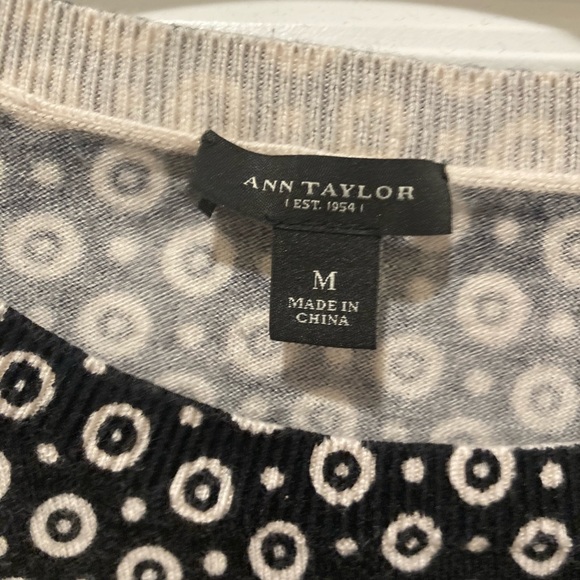 ANN TAYLOR
| EST. 1954 |
M
MADE IN
CHINA